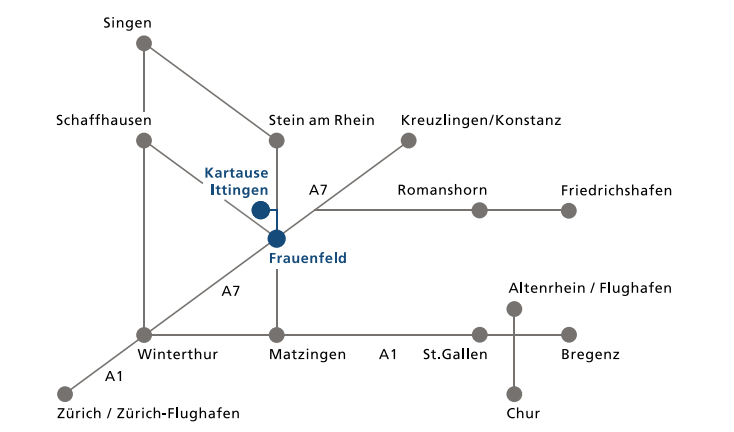 Singen
Schaffhausen
Stein am Rhein
Kreuzlingen/Konstanz
Kartause
Ittingen
A7
Romanshorn
Friedrichshafen
Frauenfeld
A7
Altenrhein / Flughafen
Winterthur
Matzingen
A1
St.Gallen
Bregenz
A1
Zürich / Zürich-Flughafen
Chur